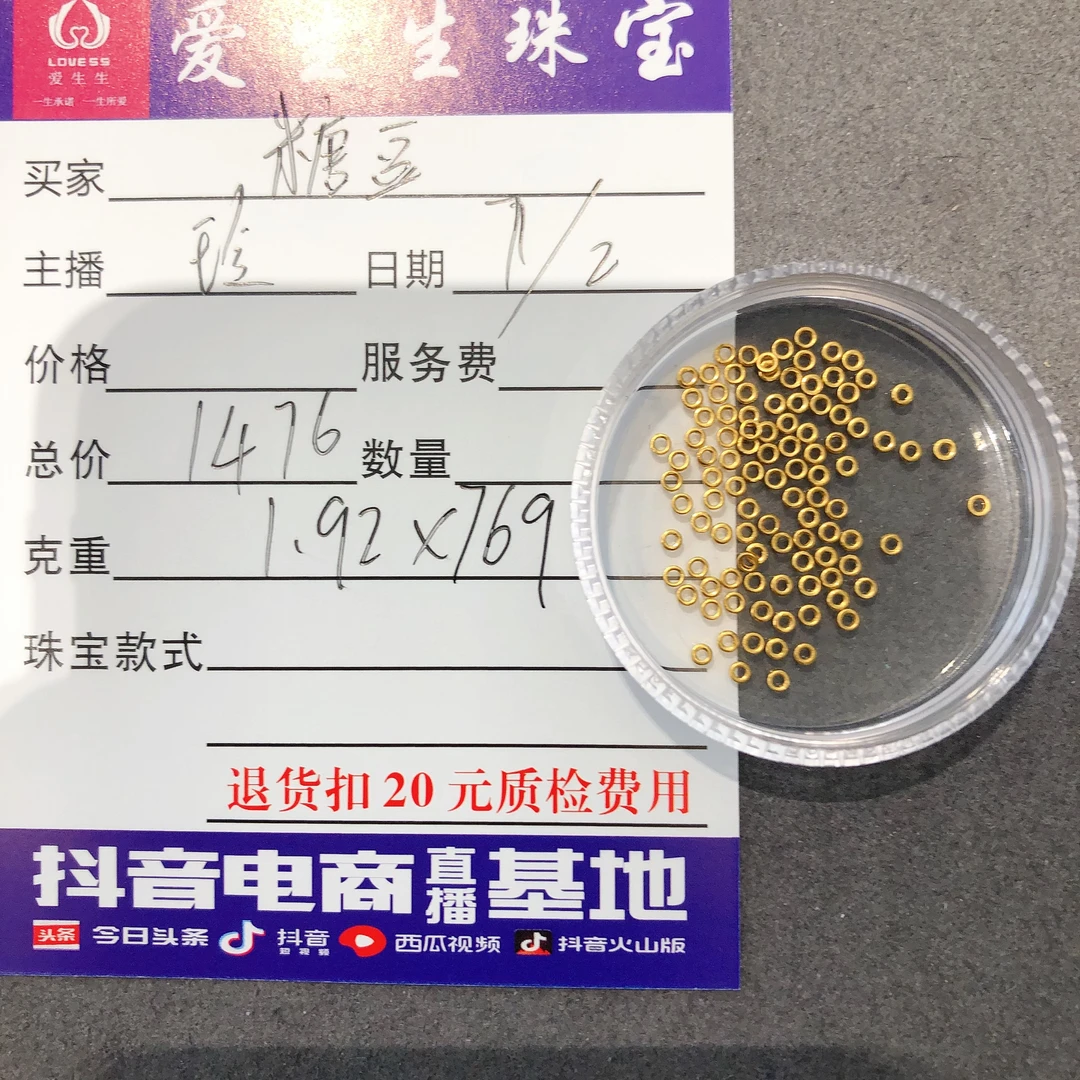 爱生生珠宝
LOVESS
爱生生
一生承诺 一生所爱
买家 糖豆
主播 日期 7/2
价格 服务费
总价 1476 数量
克重 1.92×769
珠宝款式
退货扣20元质检费用
抖音电商直播基地
头条 今日头条 抖音 短视频 西瓜视频 抖音火山版